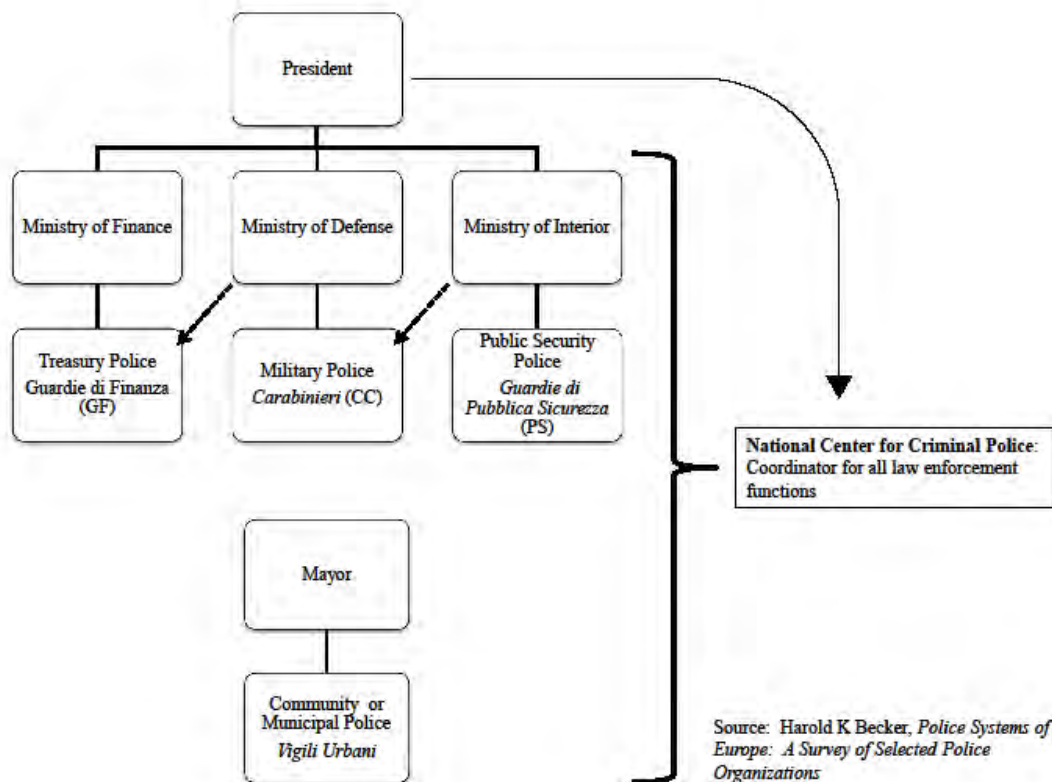 President
Ministry of Finance
Ministry of Defense
Ministry of Interior
Treasury Police
Guardie di Finanza
(GF)
Military Police
Carabinieri (CC)
Public Security
Police
Guardie di
Pubblica Sicurezza
(PS)
National Center for Criminal Police:
Coordinator for all law enforcement
functions
Mayor
Community or
Municipal Police
Vigili Urbani
Source: Harold K Becker, Police Systems of
Europe: A Survey of Selected Police
Organizations